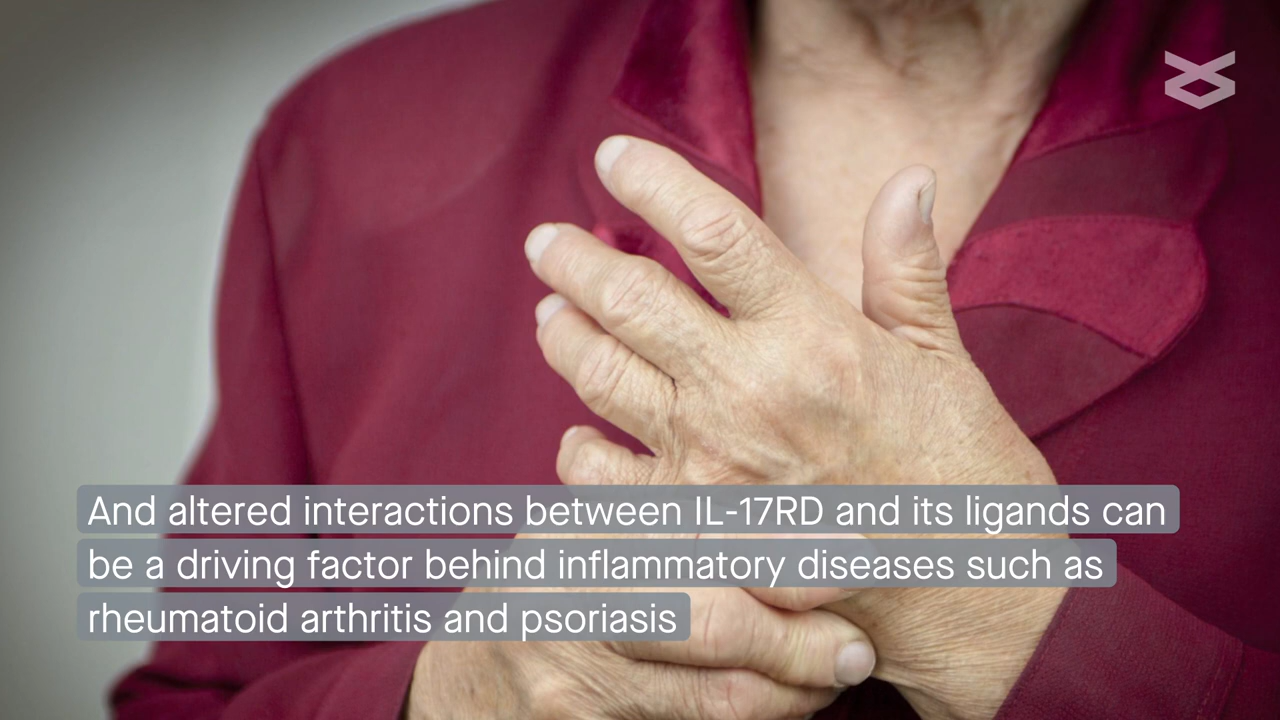 And altered interactions between IL-17RD and its ligands can
be a driving factor behind inflammatory diseases such as
rheumatoid arthritis and psoriasis